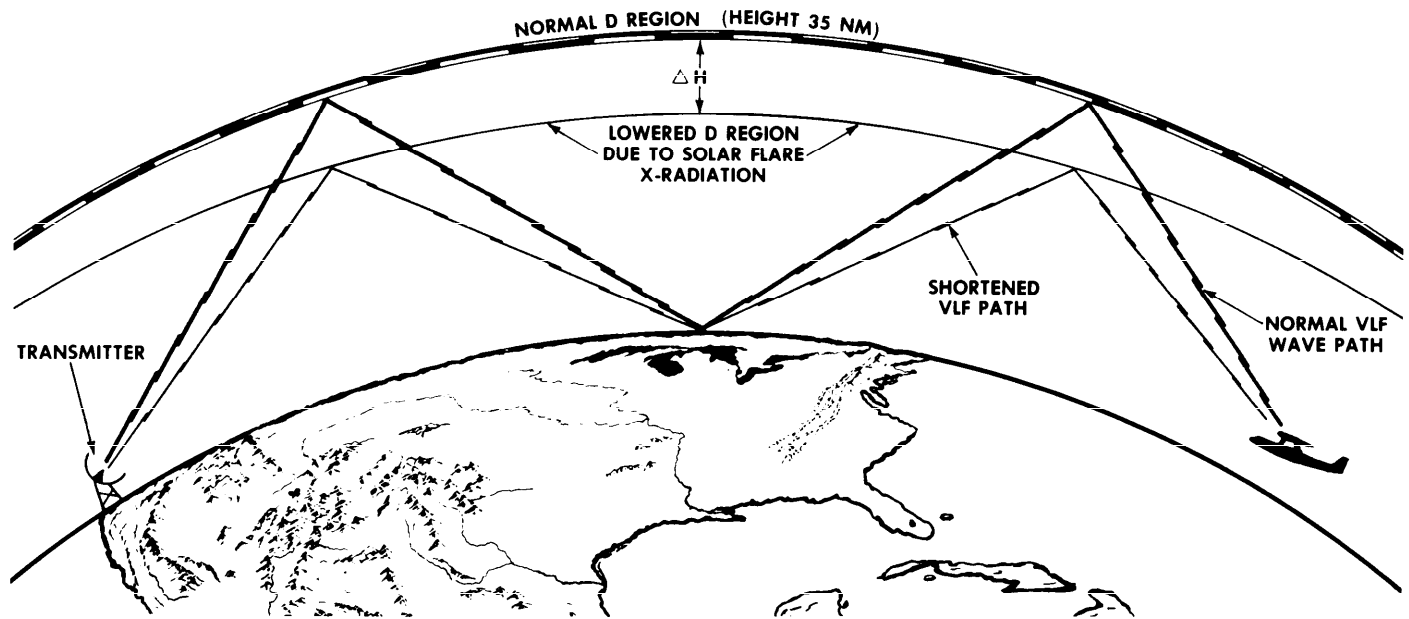 NORMAL D REGION (HEIGHT 35 NM)
△H
LOWERED D REGION
DUE TO SOLAR FLARE
X-RADIATION
SHORTENED
VLF PATH
NORMAL VLF
WAVE PATH
TRANSMITTER